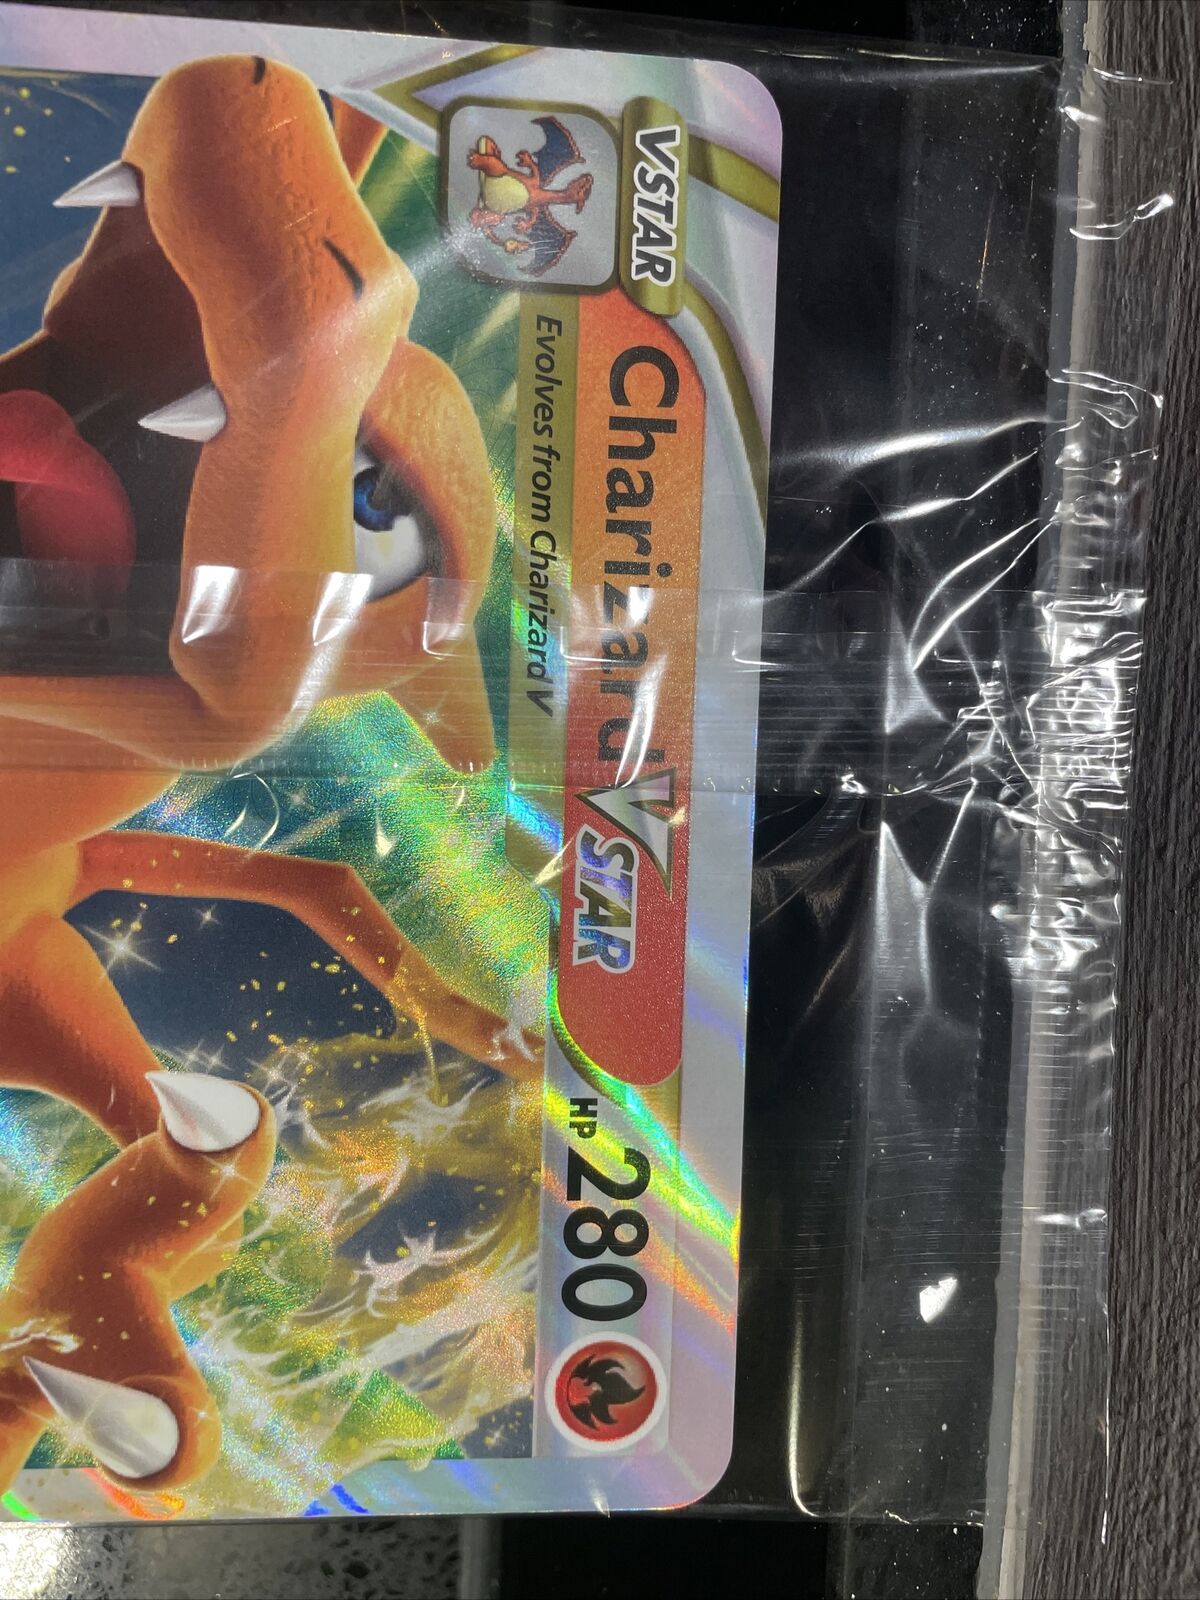 VSTAR
Charizard VSTAR
HP 280
Evolves from Charizard V